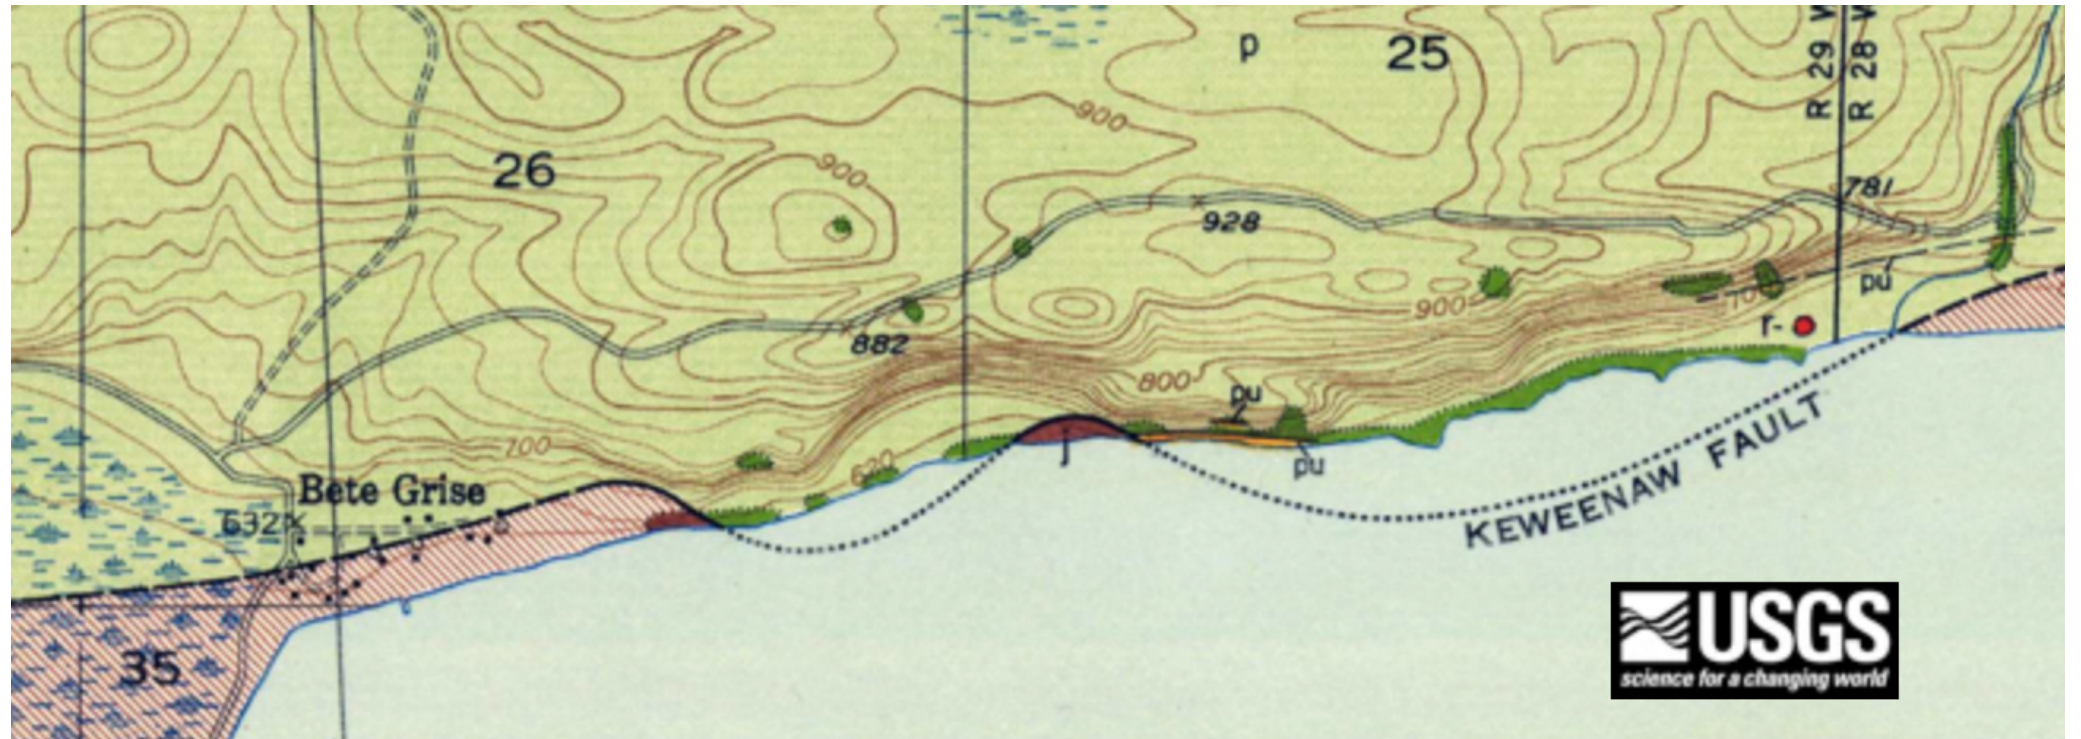 p
25
R 29 W
R 28 W
900
26
900
781
928
pu
700
900
r-
882
800
pu
700
j
620
pu
KEWEENAW FAULT
Bete Grise
632
35
USGS
science for a changing world